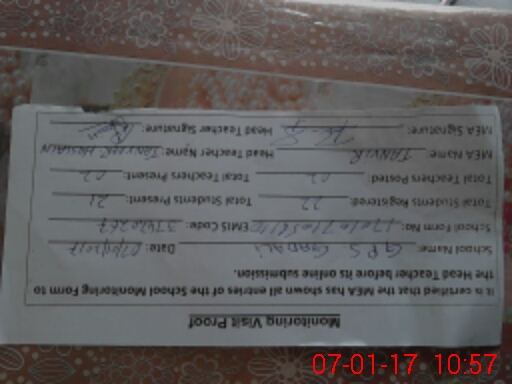 Monitoring Visit Proof
It is certified that the MEA has shown all entries of the School Monitoring Form to
the Head Teacher before its online submission.
School Name: G.P.S. Date:
School Form No: EMIS Code: 37420267
Total Students Registered: 22 Total Students Present: 21
Total Teachers Posted: 02 Total Teachers Present: 02
MEA Name: TANVIR Head Teacher Name: TANVEER HUSSAIN
MEA Signature: Head Teacher Signature:
07-01-17 10:57